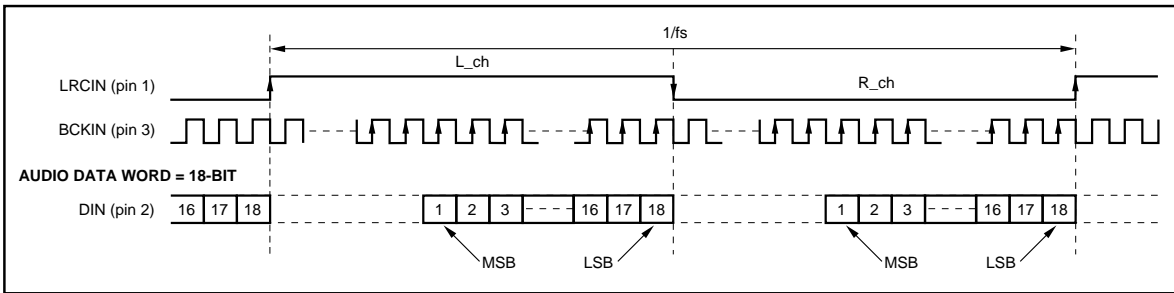 1/fs
L_ch
LRCIN (pin 1)
R_ch
BCKIN (pin 3)
AUDIO DATA WORD = 18-BIT
DIN (pin 2) 16 17 18 1 2 3 16 17 18 1 2 3 16 17 18
MSB LSB MSB LSB